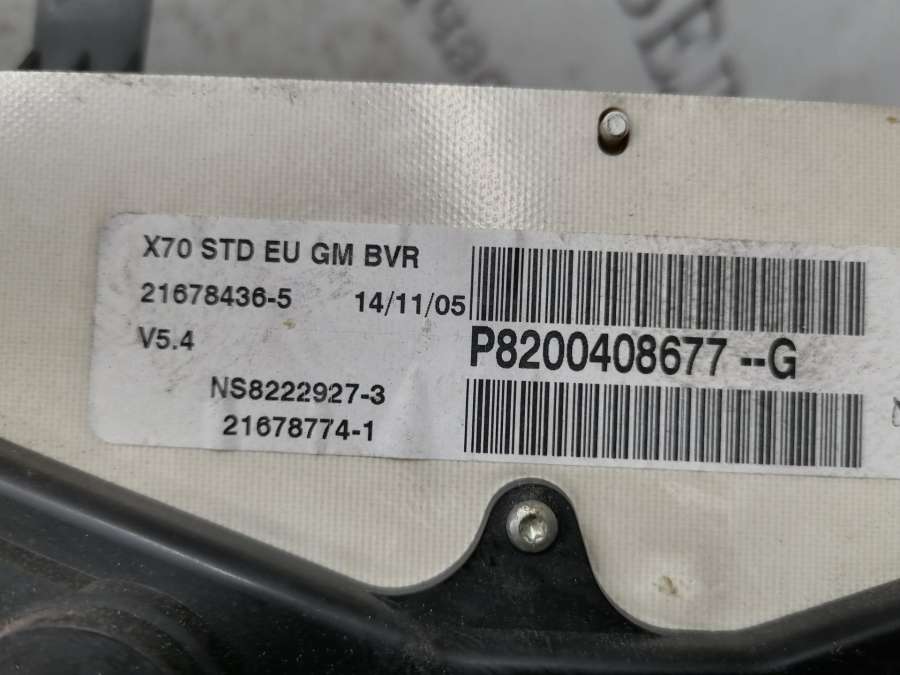 X70 STD EU GM BVR
21678436-5 14/11/05
V5.4
P8200408677 --G
NS8222927-3
21678774-1